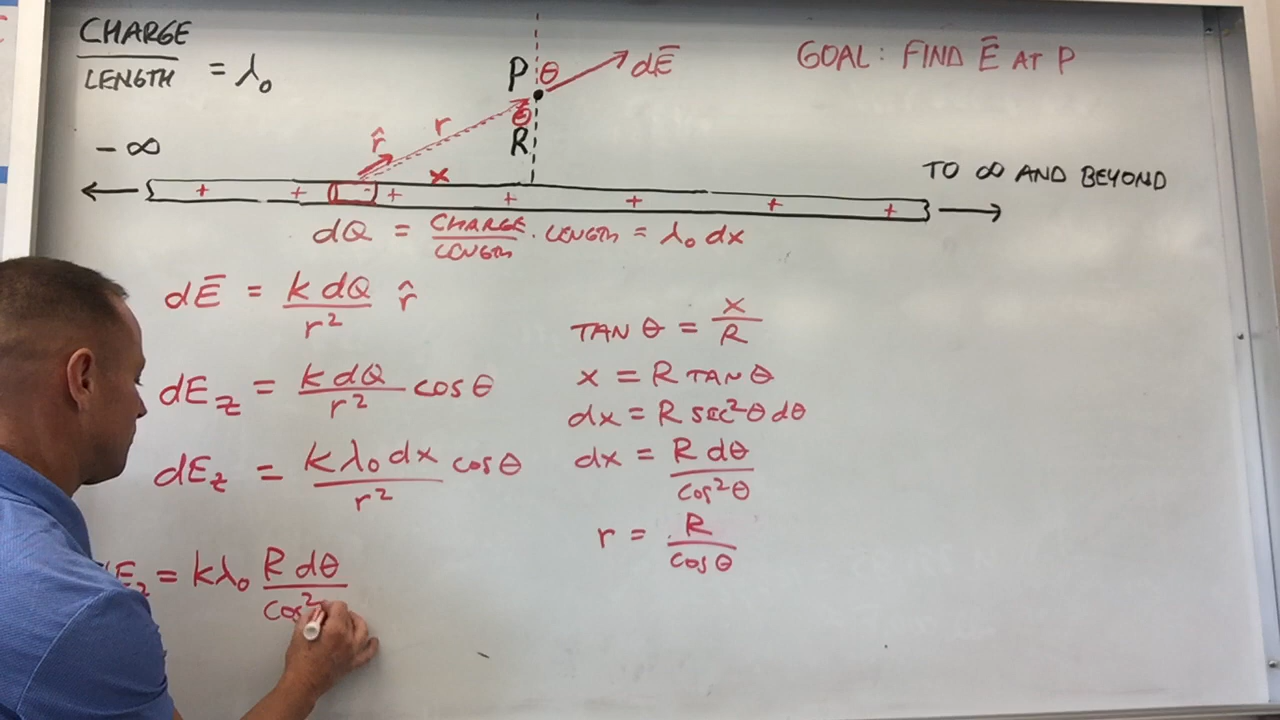 CHARGE
LENGTH = λ₀
GOAL: FIND E̅ AT P
P θ dE̅
θ
R
r̂ r
x
-∞
TO ∞ AND BEYOND
+ + + + + + +
dQ = CHARGE/LENGTH · LENGTH = λ₀ dx
dE̅ = k dQ/r² r̂
dE_z = k dQ/r² cos θ
dE_z = k λ₀ dx/r² cos θ
E_z = kλ₀ R dθ/cos²
TAN θ = x/R
x = R TAN θ
dx = R sec²θ dθ
dx = R dθ/cos²θ
r = R/cos θ